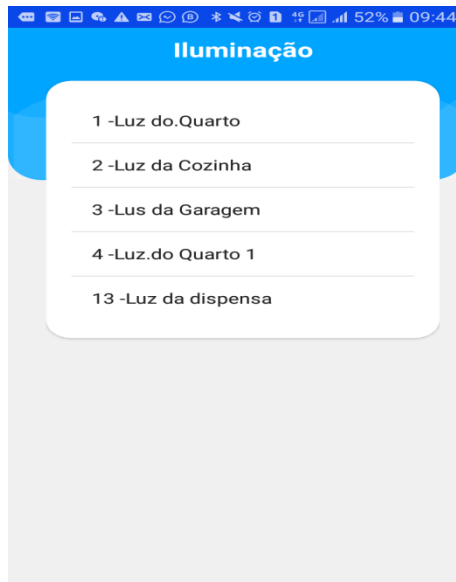 52% 09:44
Iluminação
1 -Luz do.Quarto
2 -Luz da Cozinha
3 -Lus da Garagem
4 -Luz.do Quarto 1
13 -Luz da dispensa